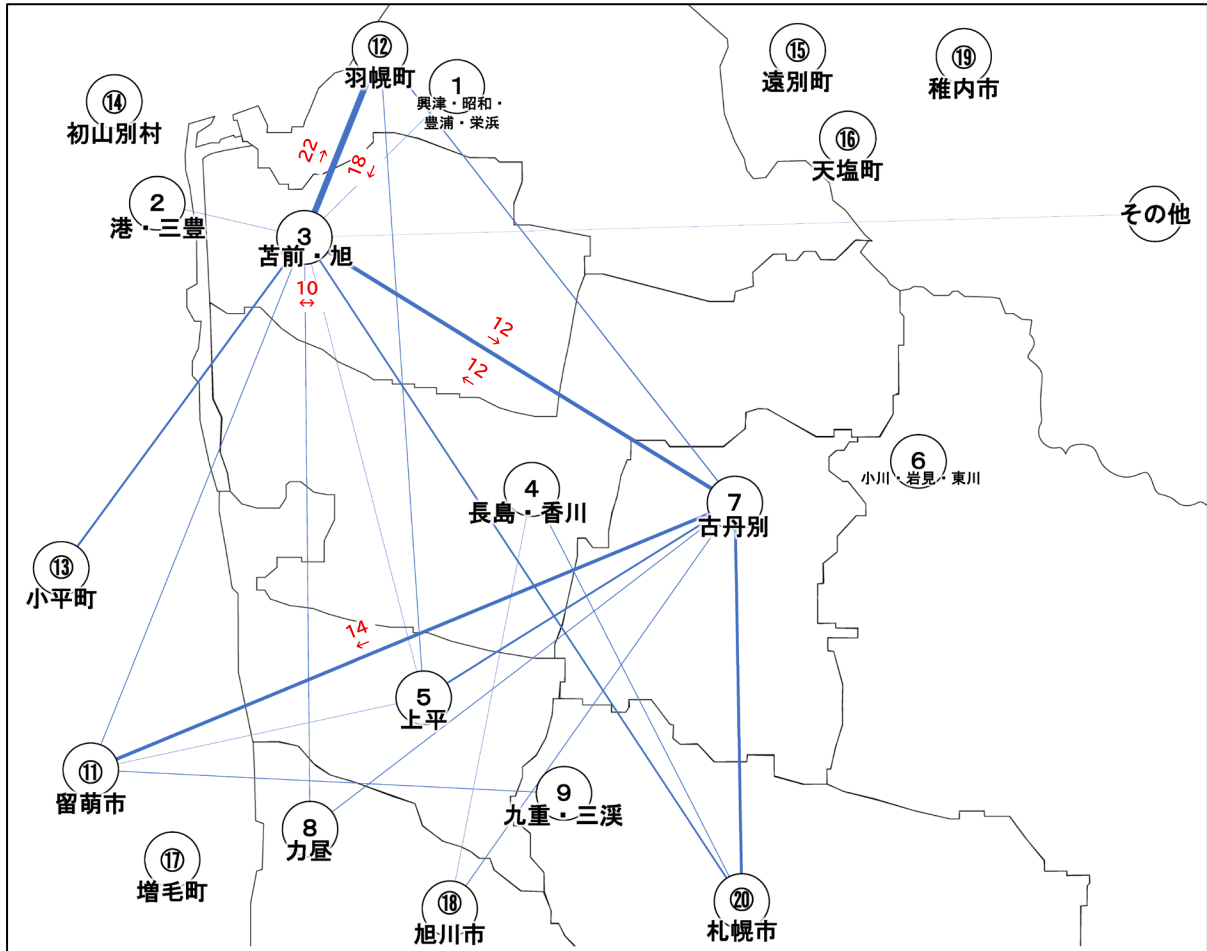 ⑫
羽幌町
1
興津・昭和・
豊浦・栄浜
⑮
遠別町
⑲
稚内市
⑭
初山別村
⑯
天塩町
22
→
18
←
2
港・三豊
3
苫前・旭
その他
10
↔
12
→
12
←
6
小川・岩見・東川
4
長島・香川
7
古丹別
⑬
小平町
14
←
5
上平
⑪
留萌市
9
九重・三渓
8
力昼
⑰
増毛町
⑱
旭川市
⑳
札幌市